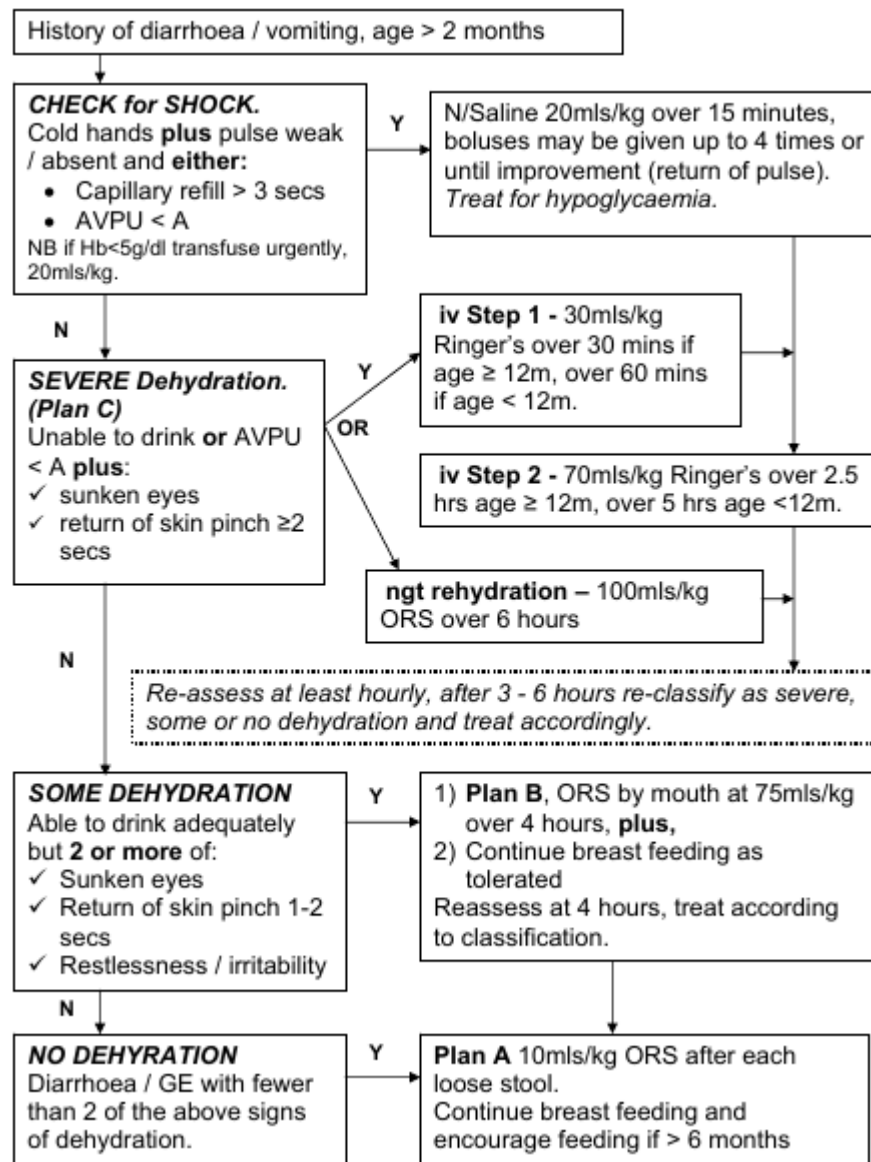 History of diarrhoea / vomiting, age > 2 months
CHECK for SHOCK.
Cold hands plus pulse weak
/ absent and either:
• Capillary refill > 3 secs
• AVPU < A
NB if Hb<5g/dl transfuse urgently,
20mls/kg.
Y
N/Saline 20mls/kg over 15 minutes,
boluses may be given up to 4 times or
until improvement (return of pulse).
Treat for hypoglycaemia.
N
SEVERE Dehydration.
(Plan C)
Unable to drink or AVPU
< A plus:
✓ sunken eyes
✓ return of skin pinch ≥2
secs
Y
OR
iv Step 1 - 30mls/kg
Ringer's over 30 mins if
age ≥ 12m, over 60 mins
if age < 12m.
iv Step 2 - 70mls/kg Ringer's over 2.5
hrs age ≥ 12m, over 5 hrs age <12m.
ngt rehydration – 100mls/kg
ORS over 6 hours
N
Re-assess at least hourly, after 3 - 6 hours re-classify as severe,
some or no dehydration and treat accordingly.
SOME DEHYDRATION
Able to drink adequately
but 2 or more of:
✓ Sunken eyes
✓ Return of skin pinch 1-2
secs
✓ Restlessness / irritability
Y
1) Plan B, ORS by mouth at 75mls/kg
over 4 hours, plus,
2) Continue breast feeding as
tolerated
Reassess at 4 hours, treat according
to classification.
N
NO DEHYRATION
Diarrhoea / GE with fewer
than 2 of the above signs
of dehydration.
Y
Plan A 10mls/kg ORS after each
loose stool.
Continue breast feeding and
encourage feeding if > 6 months